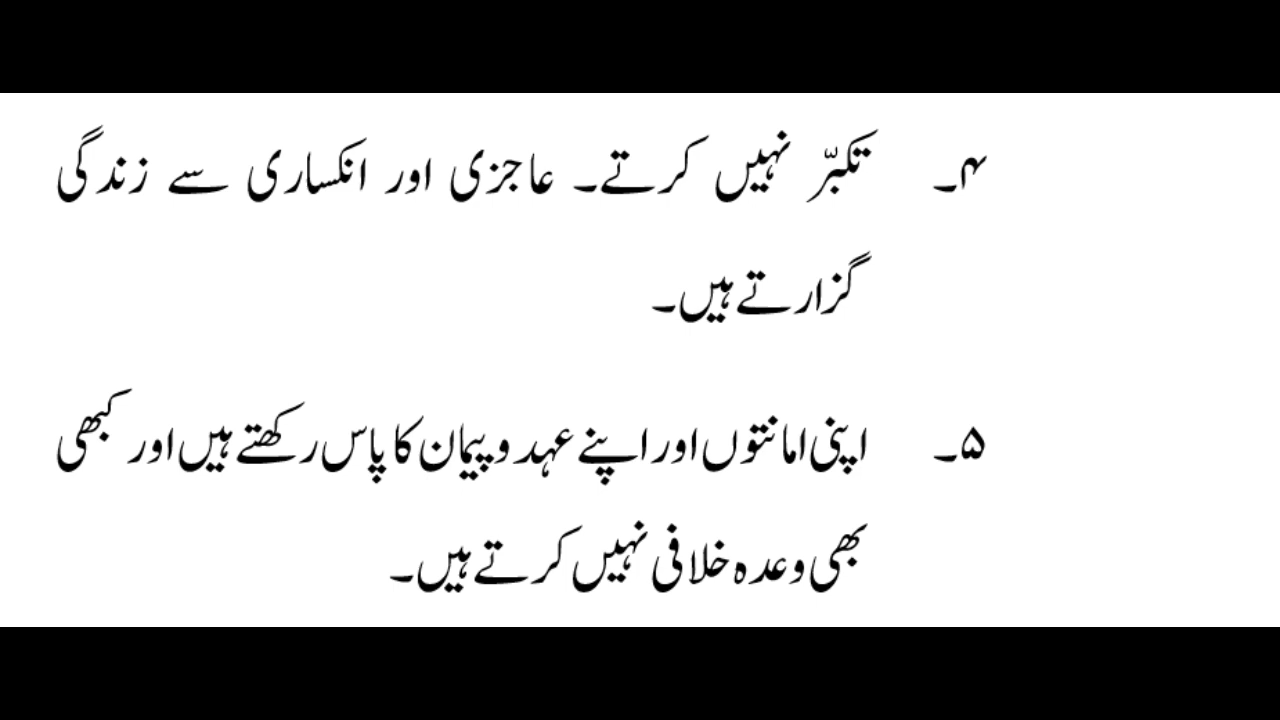 ۴۔ تکبّر نہیں کرتے۔ عاجزی اور انکساری سے زندگی
گزارتے ہیں۔
۵۔ اپنی امانتوں اور اپنے عہد و پیمان کا پاس رکھتے ہیں اور کبھی
بھی وعدہ خلافی نہیں کرتے ہیں۔